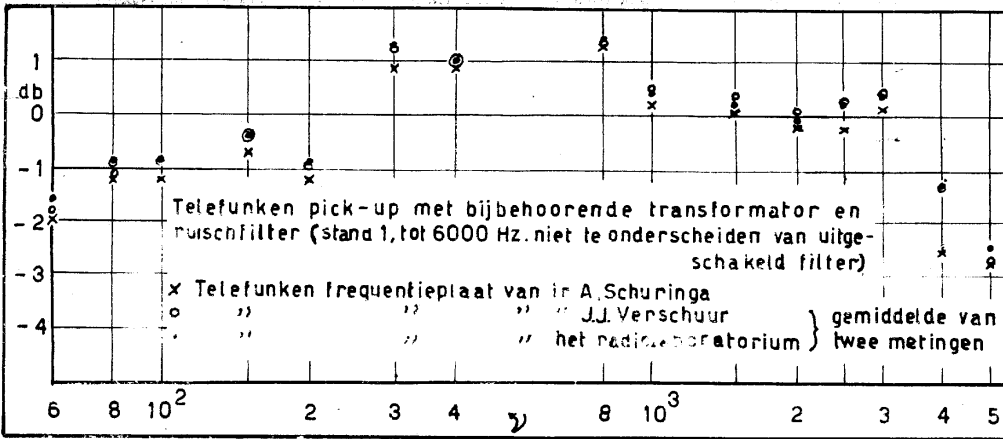 1
db
0
-1
-2
-3
-4
Telefunken pick-up met bijbehoorende transformator en
ruischfilter (stand 1, tot 6000 Hz. niet te onderscheiden van uitge-
schakeld filter)
x Telefunken frequentieplaat van ir A. Schuringa
o ,, ,, ,, ,, J.J. Verschuur
. ,, ,, ,, het radiolaboratorium } gemiddelde van twee metingen
6 8 10² 2 3 4 ν 8 10³ 2 3 4 5